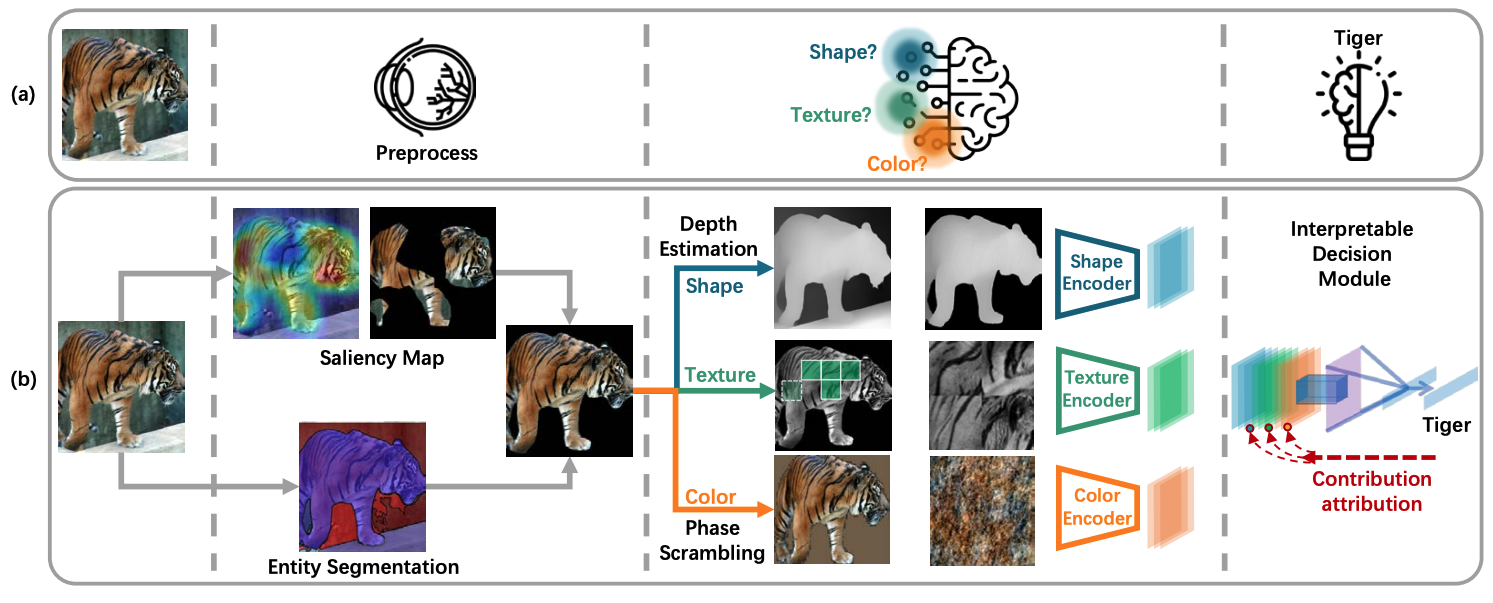 (a)
Preprocess
Shape?
Texture?
Color?
Tiger
(b)
Saliency Map
Entity Segmentation
Depth
Estimation
Shape
Texture
Color
Phase
Scrambling
Shape
Encoder
Texture
Encoder
Color
Encoder
Interpretable
Decision
Module
Tiger
Contribution
attribution